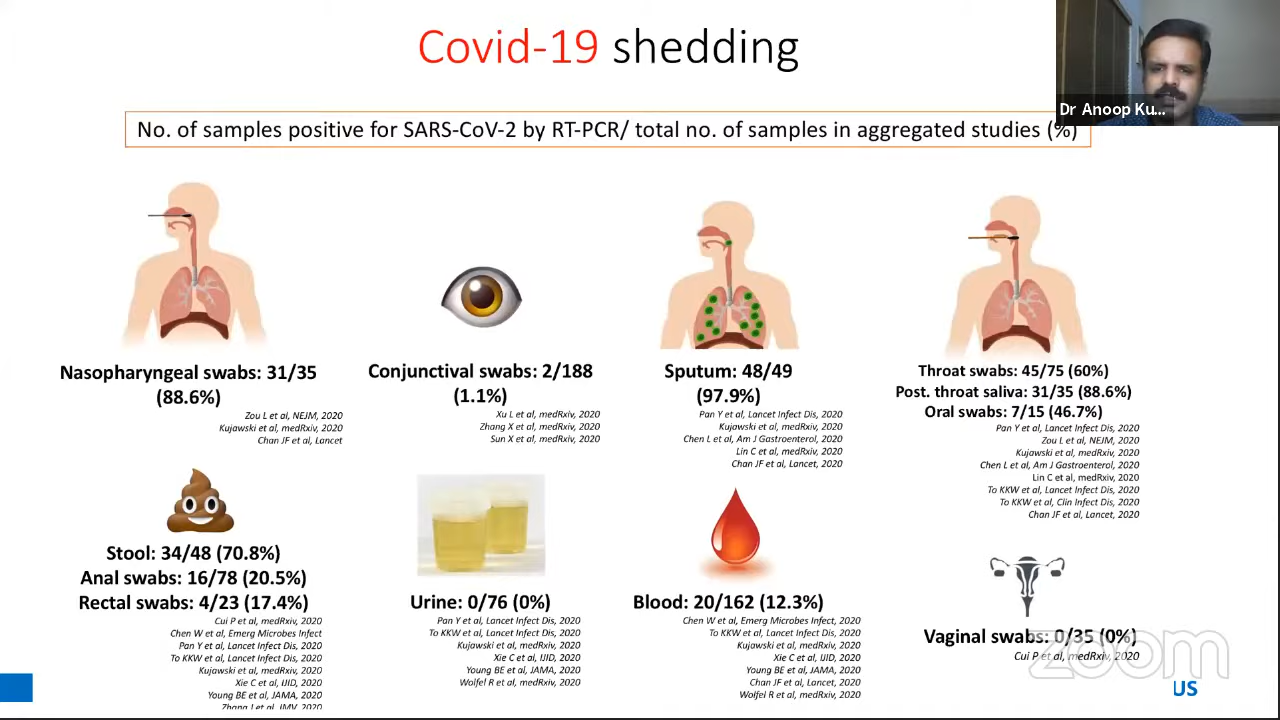 Covid-19 shedding
Dr Anoop Ku...
No. of samples positive for SARS-CoV-2 by RT-PCR/ total no. of samples in aggregated studies (%)
Nasopharyngeal swabs: 31/35
(88.6%)
Zou L et al, NEJM, 2020
Kujawski et al, medRxiv, 2020
Chan JF et al, Lancet
Conjunctival swabs: 2/188
(1.1%)
Xu L et al, medRxiv, 2020
Zhang X et al, medRxiv, 2020
Sun X et al, medRxiv, 2020
Sputum: 48/49
(97.9%)
Pan Y et al, Lancet Infect Dis, 2020
Kujawski et al, medRxiv, 2020
Chen L et al, Am J Gastroenterol, 2020
Lin C et al, medRxiv, 2020
Chan JF et al, Lancet, 2020
Throat swabs: 45/75 (60%)
Post. throat saliva: 31/35 (88.6%)
Oral swabs: 7/15 (46.7%)
Pan Y et al, Lancet Infect Dis, 2020
Zou L et al, NEJM, 2020
Kujawski et al, medRxiv, 2020
Chen L et al, Am J Gastroenterol, 2020
Lin C et al, medRxiv, 2020
To KKW et al, Lancet Infect Dis, 2020
To KKW et al, Clin Infect Dis, 2020
Chan JF et al, Lancet, 2020
Stool: 34/48 (70.8%)
Anal swabs: 16/78 (20.5%)
Rectal swabs: 4/23 (17.4%)
Cui P et al, medRxiv, 2020
Chen W et al, Emerg Microbes Infect
Pan Y et al, Lancet Infect Dis, 2020
To KKW et al, Lancet Infect Dis, 2020
Kujawski et al, medRxiv, 2020
Xie C et al, IJID, 2020
Young BE et al, JAMA, 2020
Zhang J et al, JMV, 2020
Urine: 0/76 (0%)
Pan Y et al, Lancet Infect Dis, 2020
To KKW et al, Lancet Infect Dis, 2020
Kujawski et al, medRxiv, 2020
Xie C et al, IJID, 2020
Young BE et al, JAMA, 2020
Wolfel R et al, medRxiv, 2020
Blood: 20/162 (12.3%)
Chen W et al, Emerg Microbes Infect, 2020
To KKW et al, Lancet Infect Dis, 2020
Kujawski et al, medRxiv, 2020
Xie C et al, IJID, 2020
Young BE et al, JAMA, 2020
Chan JF et al, Lancet, 2020
Wolfel R et al, medRxiv, 2020
Vaginal swabs: 0/35 (0%)
Cui P et al, medRxiv, 2020
zoom
US